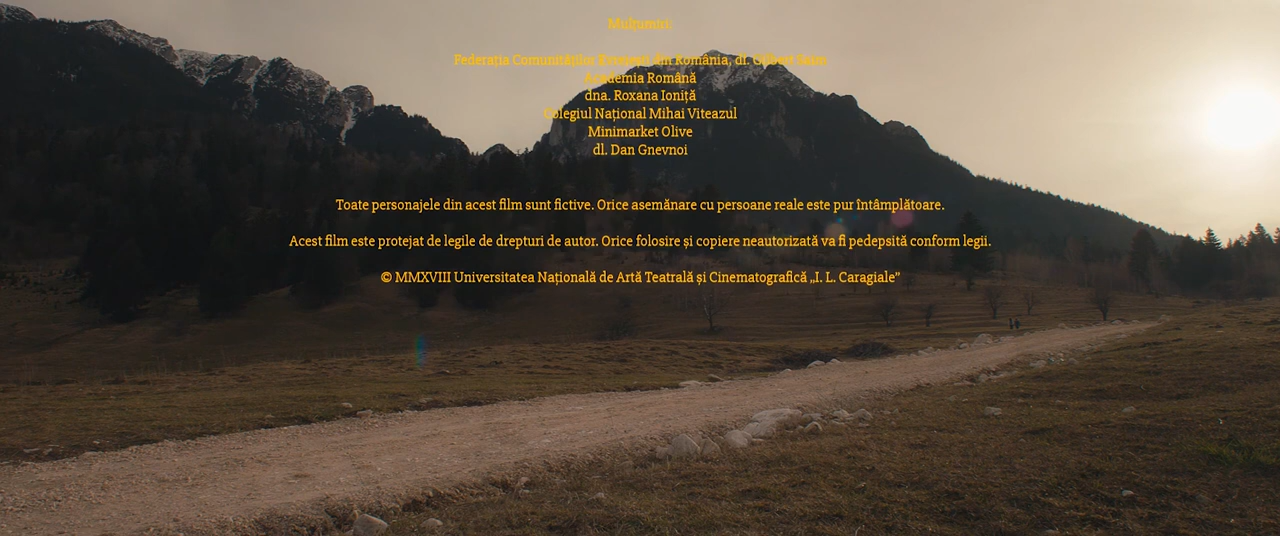 Mulțumiri:
Federația Comunităților Evreiești din România, dl. Gilbert
Academia Română
dna. Roxana Ioniță
Colegiul Național Mihai Viteazul
Minimarket Olive
dl. Dan Gnevnoi
Toate personajele din acest film sunt fictive. Orice asemănare cu persoane reale este pur întâmplătoare.
Acest film este protejat de legile de drepturi de autor. Orice folosire și copiere neautorizată va fi pedepsită conform legii.
© MMXVIII Universitatea Națională de Artă Teatrală și Cinematografică „I. L. Caragiale”